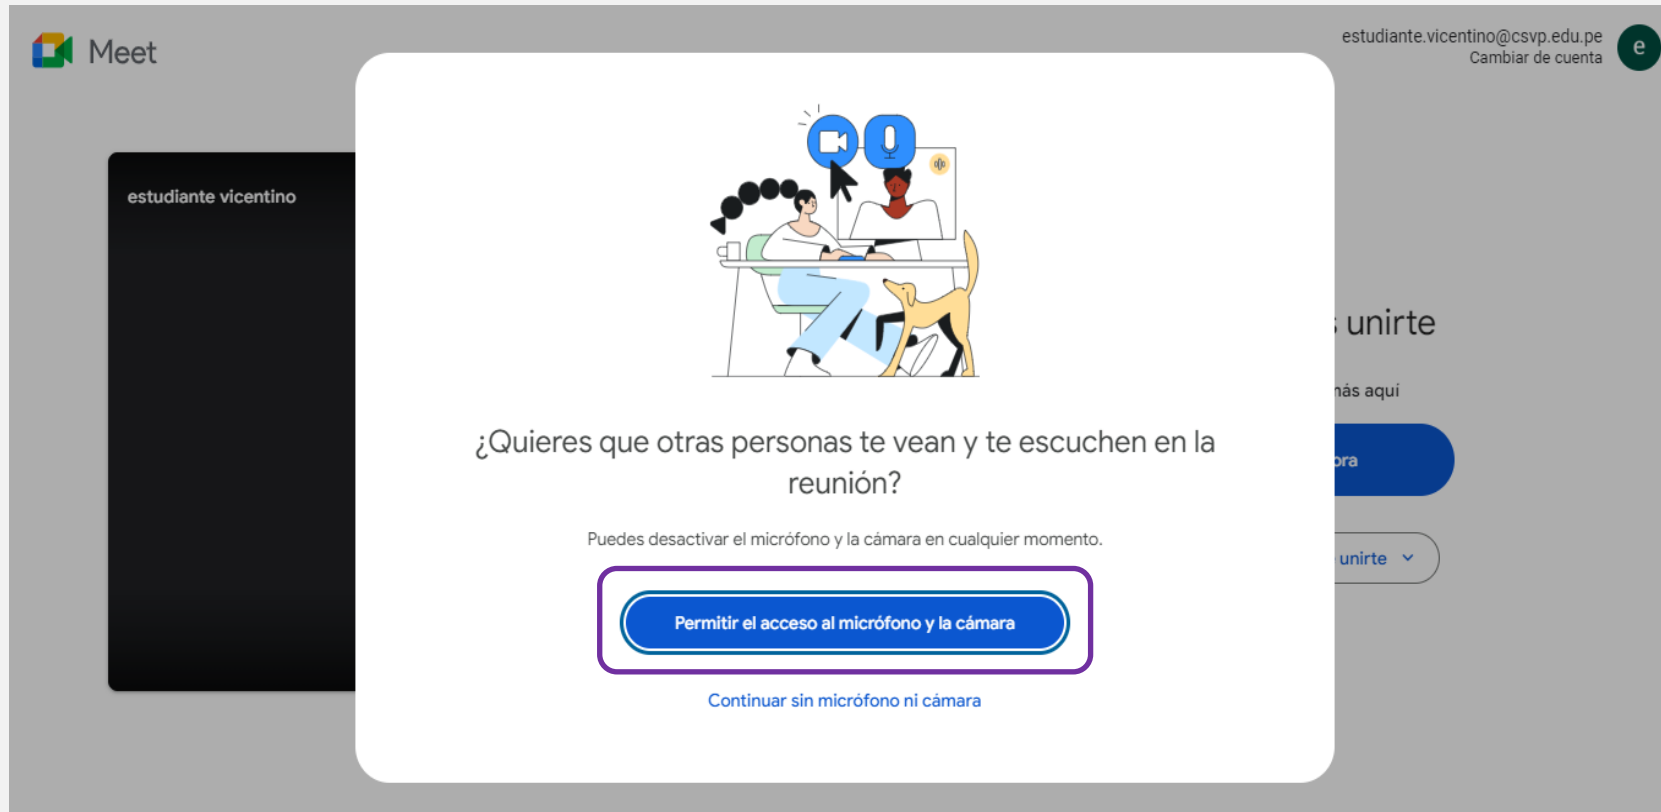 Meet
estudiante.vicentino@csvp.edu.pe
Cambiar de cuenta
e
estudiante vicentino
unirte
más aquí
¿Quieres que otras personas te vean y te escuchen en la
reunión?
Puedes desactivar el micrófono y la cámara en cualquier momento.
unirte
Permitir el acceso al micrófono y la cámara
Continuar sin micrófono ni cámara